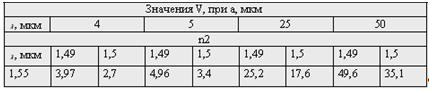 Значения V, при a, мкм
λ, мкм 4 5 25 50
n2
λ, мкм 1,49 1,5 1,49 1,5 1,49 1,5 1,49 1,5
1,55 3,97 2,7 4,96 3,4 25,2 17,6 49,6 35,1